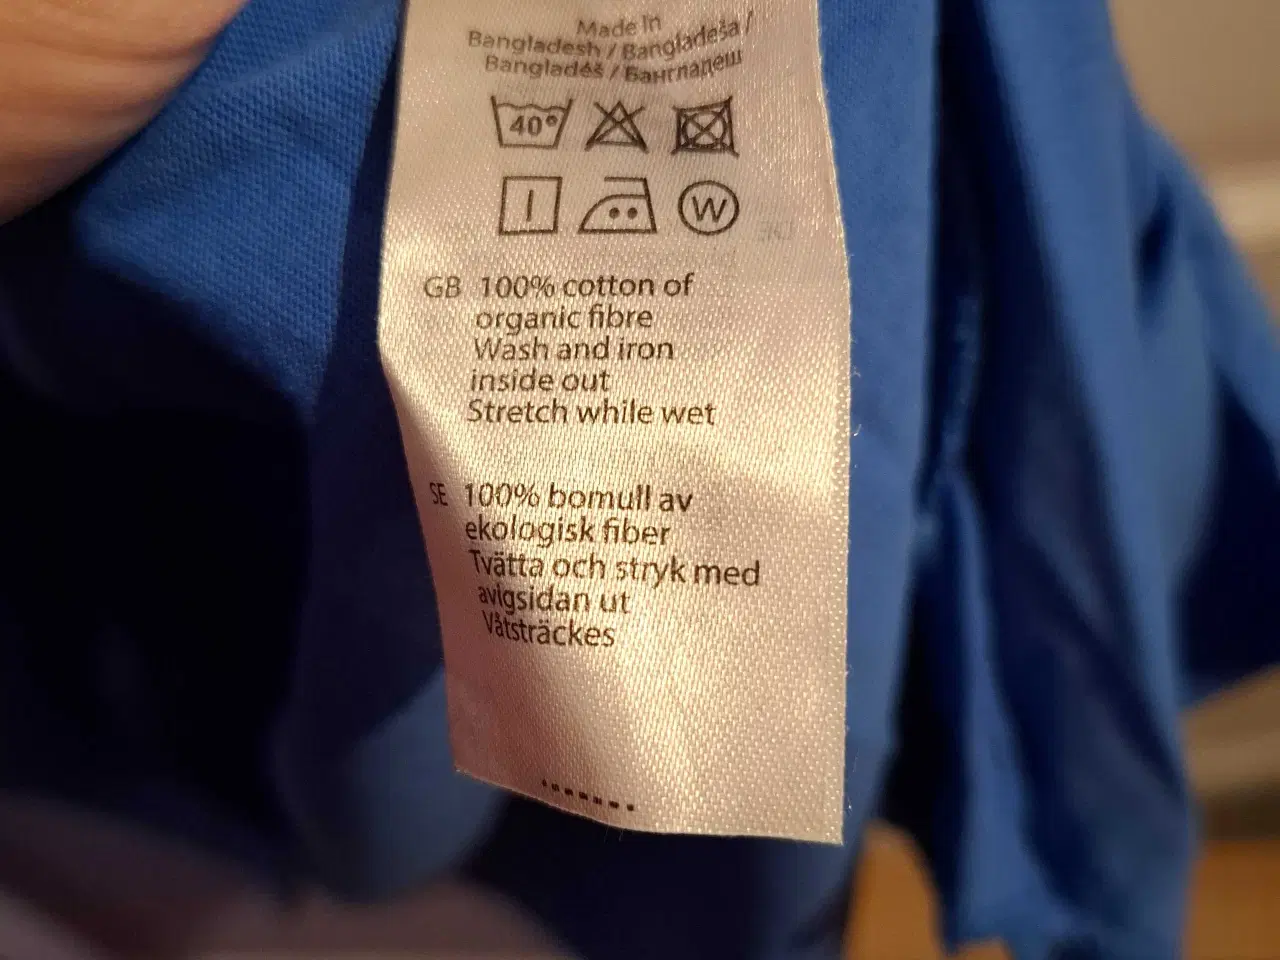 Made in
Bangladesh / Bangladeša /
Bangladéš / Бангладеш
40°
W
GB 100% cotton of
organic fibre
Wash and iron
inside out
Stretch while wet
SE 100% bomull av
ekologisk fiber
Tvätta och stryk med
avigsidan ut
Våtsträckes